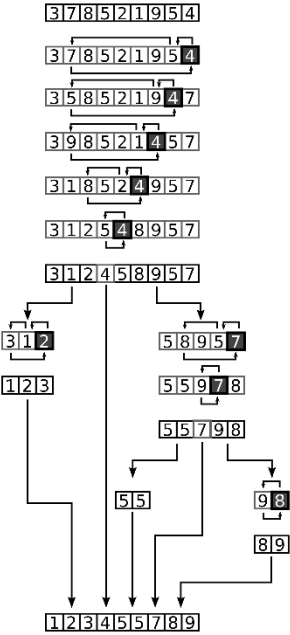 3 7 8 5 2 1 9 5 4
3 7 8 5 2 1 9 5 4
3 5 8 5 2 1 9 4 7
3 9 8 5 2 1 4 5 7
3 1 8 5 2 4 9 5 7
3 1 2 5 4 8 9 5 7
3 1 2 4 5 8 9 5 7
3 1 2
5 8 9 5 7
1 2 3
5 5 9 7 8
5 5 7 9 8
5 5
9 8
8 9
1 2 3 4 5 5 7 8 9